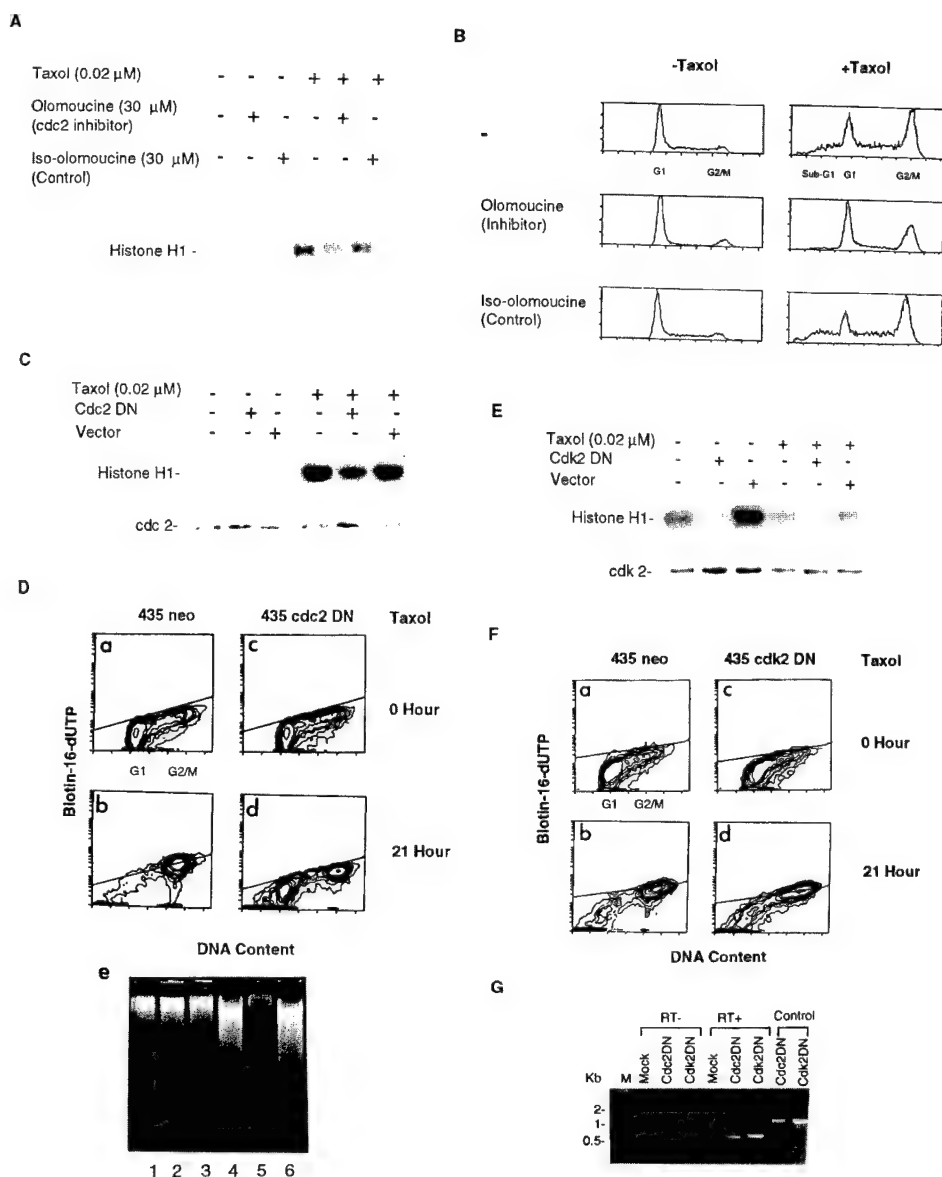 A
Taxol (0.02 µM) - - - + + +
Olomoucine (30 µM) - + - - + -
(cdc2 inhibitor)
Iso-olomoucine (30 µM) - - + - - +
(Control)
Histone H1 -
B
-Taxol +Taxol
-
G1 G2/M Sub-G1 G1 G2/M
Olomoucine
(Inhibitor)
Iso-olomoucine
(Control)
C
Taxol (0.02 µM) - - - + + +
Cdc2 DN - + - - + -
Vector - - + - - +
Histone H1-
cdc 2-
E
Taxol (0.02 µM) - - - + + +
Cdk2 DN - + - - + -
Vector - - + - - +
Histone H1-
cdk 2-
D
435 neo 435 cdc2 DN Taxol
a c
0 Hour
G1 G2/M
Biotin-16-dUTP
b d
21 Hour
DNA Content
e
1 2 3 4 5 6
F
435 neo 435 cdk2 DN Taxol
a c
0 Hour
G1 G2/M
Biotin-16-dUTP
b d
21 Hour
DNA Content
G
RT- RT+ Control
Kb M Mock Cdc2DN Cdk2DN Mock Cdc2DN Cdk2DN Cdc2DN Cdk2DN
2-
1-
0.5-